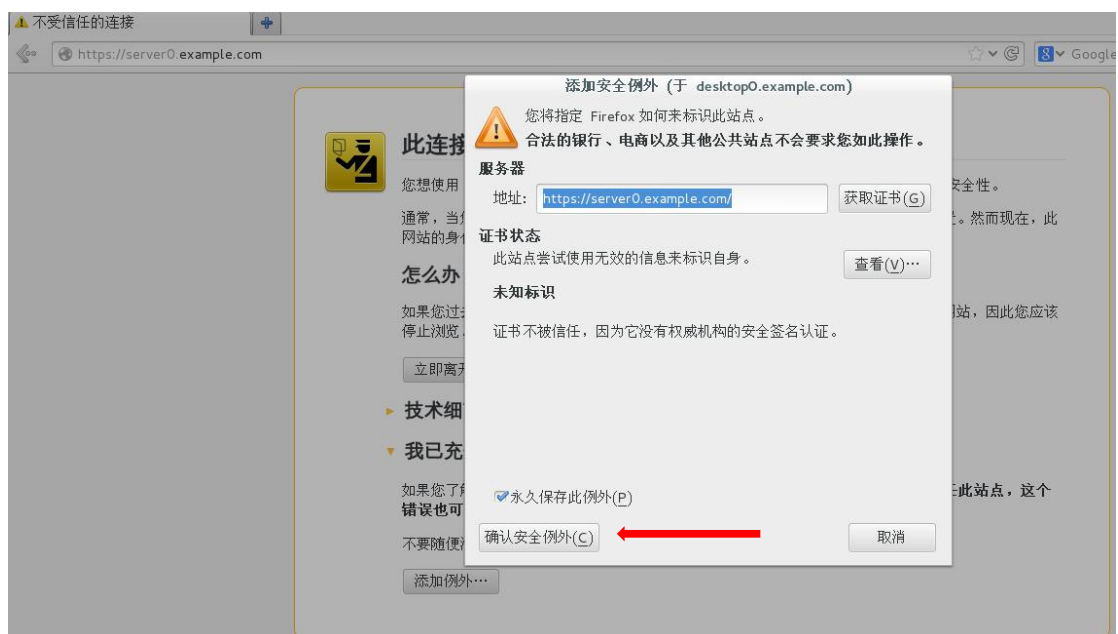 不受信任的连接
https://server0.example.com
Google
添加安全例外 (于 desktop0.example.com)
您将指定 Firefox 如何来标识此站点。
合法的银行、电商以及其他公共站点不会要求您如此操作。
此连接
服务器
您想使用
安全性。
地址:
https://server0.example.com/
获取证书(G)
通常，当
。然而现在，此
网站的身
证书状态
此站点尝试使用无效的信息来标识自身。
查看(V)…
怎么办
未知标识
如果您过
网站，因此您应该
停止浏览
证书不被信任，因为它没有权威机构的安全签名认证。
立即离开
技术细
我已充
如果您了
任此站点，这个
永久保存此例外(P)
错误也可
确认安全例外(C)
取消
不要随便
添加例外…